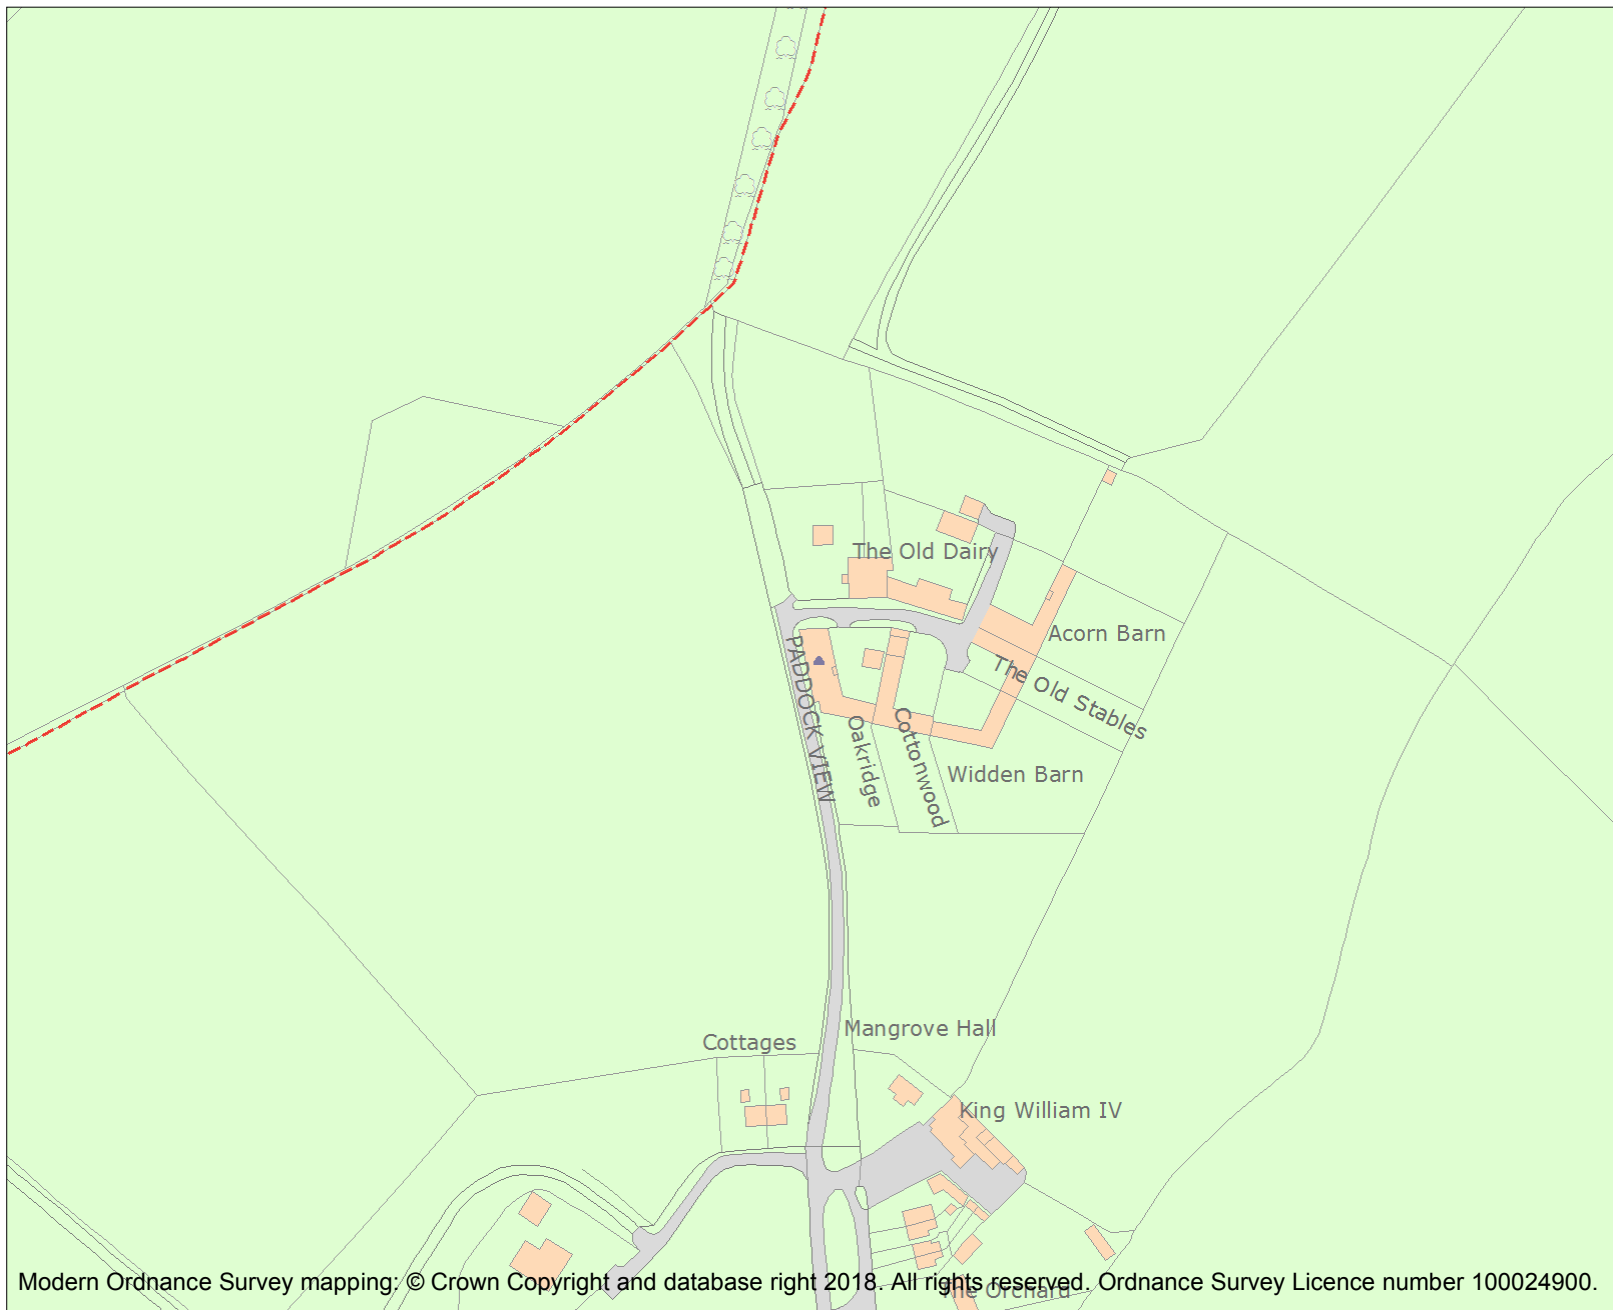 The Old Dairy
Acorn Barn
The Old Stables
PADDOCK VIEW
Oakridge
Cottonwood
Widden Barn
Mangrove Hall
Cottages
King William IV
The Orchard
Modern Ordnance Survey mapping: © Crown Copyright and database right 2018. All rights reserved. Ordnance Survey Licence number 100024900.